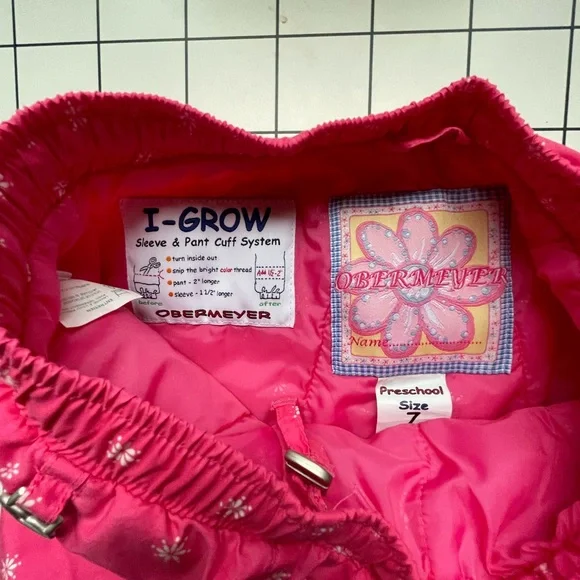 I-GROW
Sleeve & Pant Cuff System
turn inside out
snip the bright color thread
pant - 2" longer
sleeve - 1 1/2" longer
before
after
OBERMEYER
OBERMEYER
Name
Preschool
Size
7